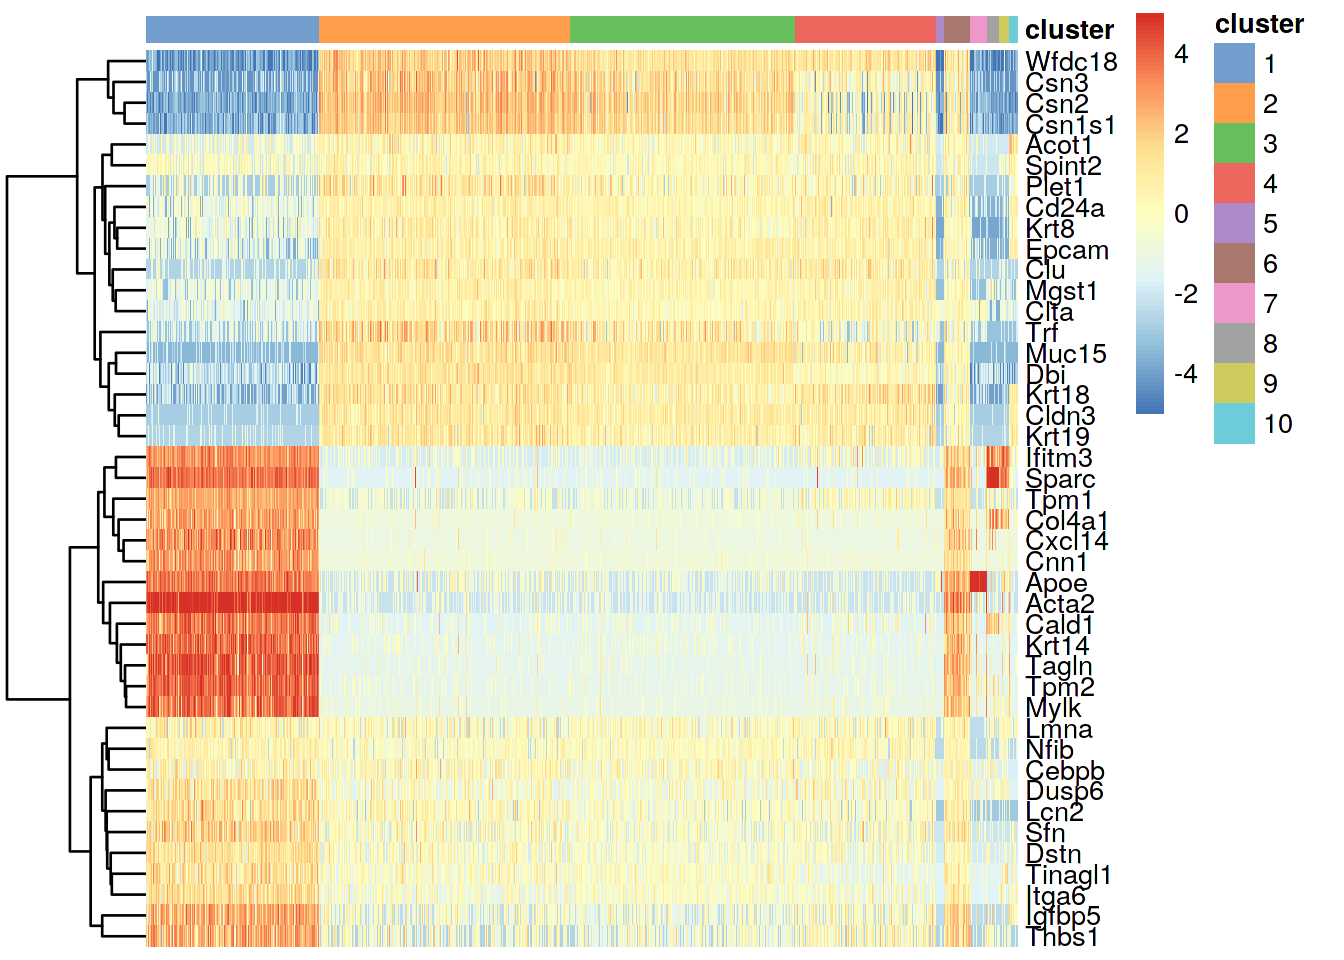 cluster
Wfdc18
Csn3
Csn2
Csn1s1
Acot1
Spint2
Plet1
Cd24a
Krt8
Epcam
Clu
Mgst1
Clta
Trf
Muc15
Dbi
Krt18
Cldn3
Krt19
Ifitm3
Sparc
Tpm1
Col4a1
Cxcl14
Cnn1
Apoe
Acta2
Cald1
Krt14
Tagln
Tpm2
Mylk
Lmna
Nfib
Cebpb
Dusp6
Lcn2
Sfn
Dstn
Tinagl1
Itga6
Igfbp5
Thbs1
4
2
0
-2
-4
cluster
1
2
3
4
5
6
7
8
9
10